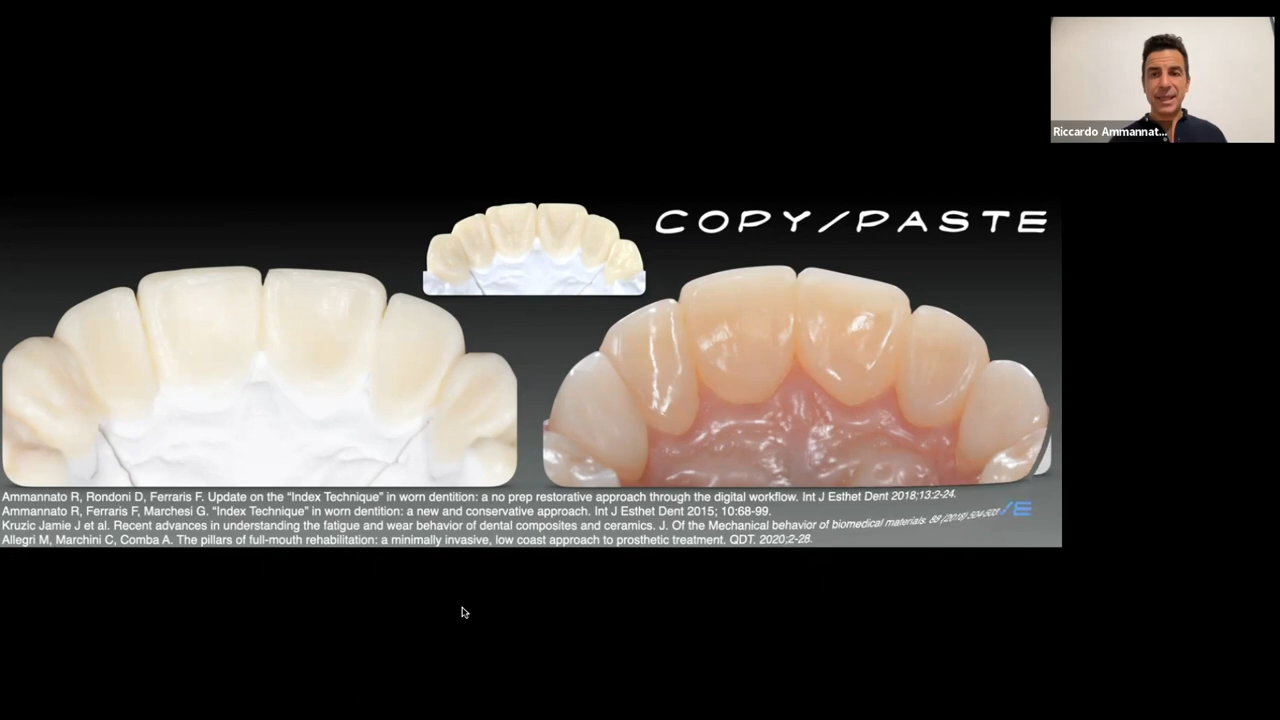 Riccardo Ammannat...
COPY/PASTE
Ammannato R, Rondoni D, Ferraris F. Update on the “Index Technique” in worn dentition: a no prep restorative approach through the digital workflow. Int J Esthet Dent 2018;13:2-24.
Ammannato R, Ferraris F, Marchesi G. “Index Technique” in worn dentition: a new and conservative approach. Int J Esthet Dent 2015; 10:68-99.
Kruzic Jamie J et al. Recent advances in understanding the fatigue and wear behavior of dental composites and ceramics. J. Of the Mechanical behavior of biomedical materials. 88 (2018)
/E
Allegri M, Marchini C, Comba A. The pillars of full-mouth rehabilitation: a minimally invasive, low coast approach to prosthetic treatment. QDT. 2020;2-28.